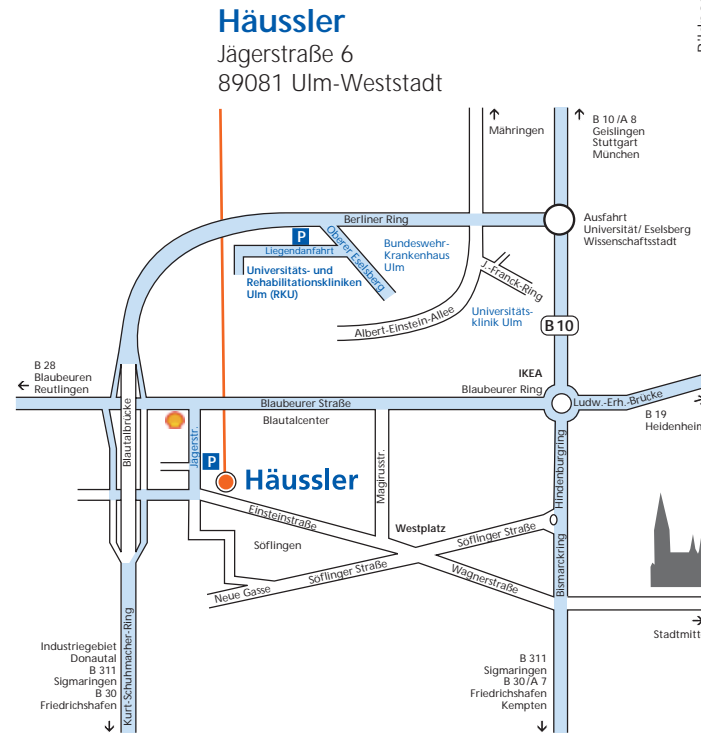 Häussler
Jägerstraße 6
89081 Ulm-Weststadt
Mähringen
B 10 /A 8
Geislingen
Stuttgart
München
Berliner Ring
Ausfahrt
Universität/ Eselsberg
Wissenschaftsstadt
P
Liegendanfahrt
Oberer Eselsberg
Bundeswehr-
Krankenhaus
Ulm
Universitäts- und
Rehabilitationskliniken
Ulm (RKU)
J.-Franck-Ring
Universitäts-
klinik Ulm
Albert-Einstein-Allee
B 10
B 28
Blaubeuren
Reutlingen
IKEA
Blaubeurer Ring
Blaubeurer Straße
Ludw.-Erh.-Brücke
B 19
Heidenheim
Blautalcenter
Blautalbrücke
Jägerstr.
P
Häussler
Magirusstr.
Hindenburgring
Einsteinstraße
Westplatz
Söflinger Straße
Söflingen
Söflinger Straße
Neue Gasse
Wagnerstraße
Bismarckring
Stadtmitte
Industriegebiet
Donautal
B 311
Sigmaringen
B 30
Friedrichshafen
Kurt-Schuhmacher-Ring
B 311
Sigmaringen
B 30/A 7
Friedrichshafen
Kempten